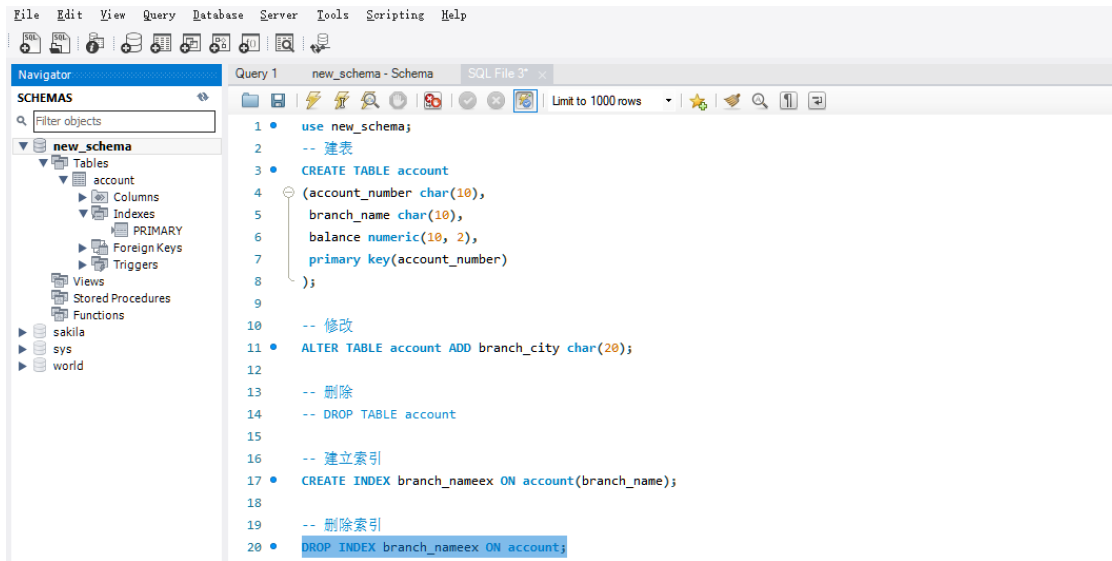 File Edit View Query Database Server Tools Scripting Help
Navigator
Query 1 new_schema - Schema SQL File 3*
SCHEMAS
Limit to 1000 rows
Filter objects
new_schema
Tables
account
Columns
Indexes
PRIMARY
Foreign Keys
Triggers
Views
Stored Procedures
Functions
sakila
sys
world
1 use new_schema;
2 -- 建表
3 CREATE TABLE account
4 (account_number char(10),
5 branch_name char(10),
6 balance numeric(10, 2),
7 primary key(account_number)
8 );
9
10 -- 修改
11 ALTER TABLE account ADD branch_city char(20);
12
13 -- 删除
14 -- DROP TABLE account
15
16 -- 建立索引
17 CREATE INDEX branch_nameex ON account(branch_name);
18
19 -- 删除索引
20 DROP INDEX branch_nameex ON account;